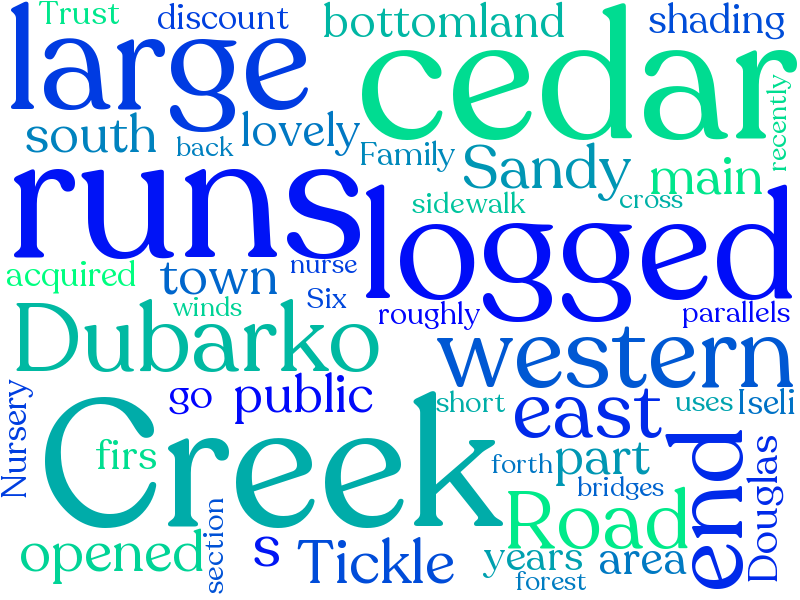 Trust
discount
bottomland
shading
large
cedar
recently
south
back
lovely
Family
Sandy
main
cross
sidewalk
runs
logged
acquired
town
nurse
Six
winds
roughly
parallels
Dubarko
western
go
public
short
east
uses
Iseli
Nursery
firs
Creek
forth
part
bridges
end
Douglas
section
opened
s
Tickle
Road
years
area
forest